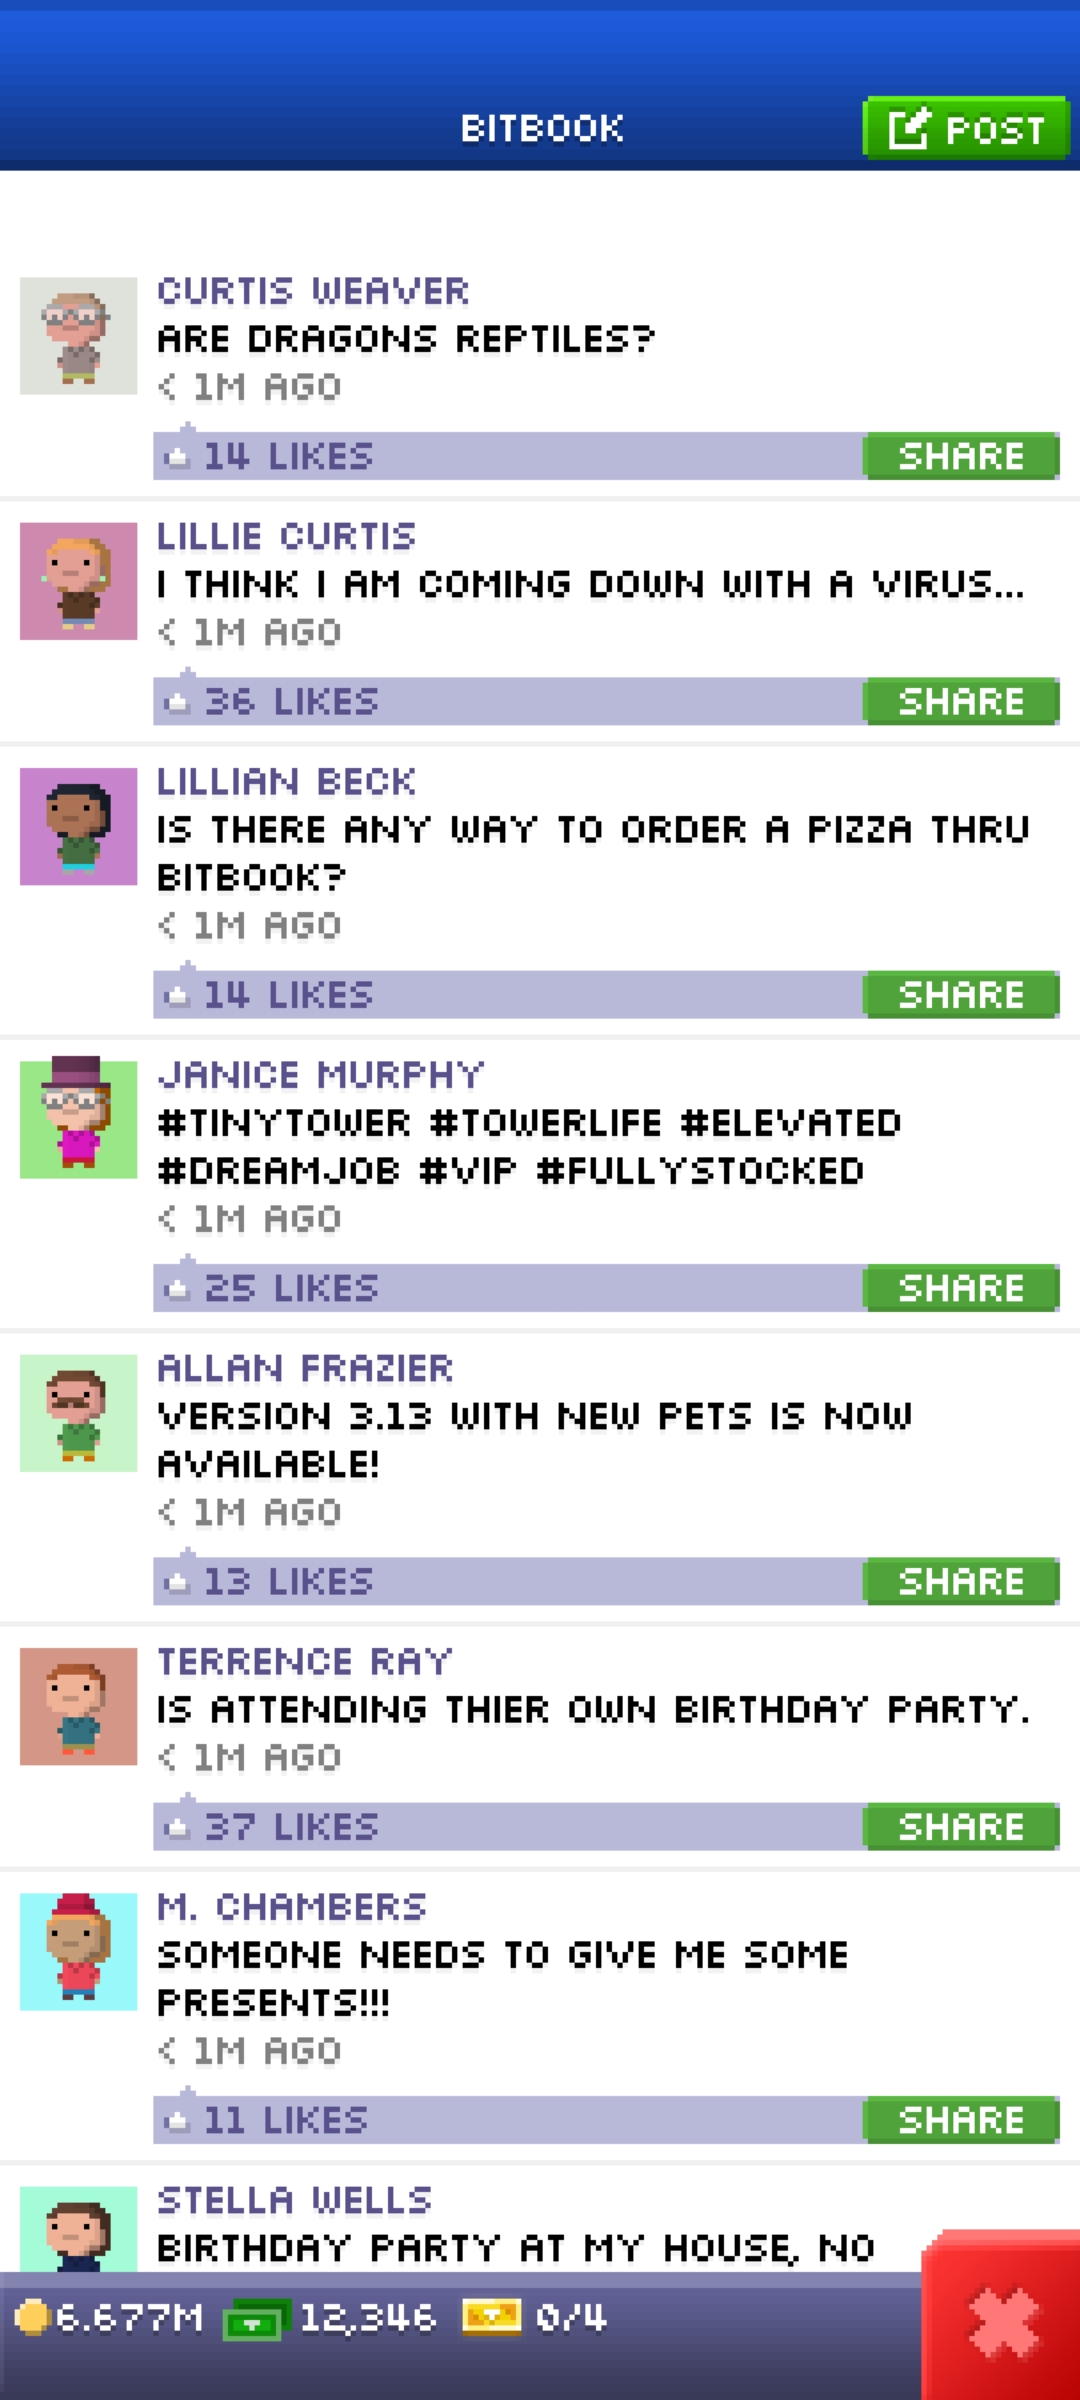 BITBOOK
POST
CURTIS WEAVER
ARE DRAGONS REPTILES?
< 1M AGO
14 LIKES
SHARE
LILLIE CURTIS
I THINK I AM COMING DOWN WITH A VIRUS...
< 1M AGO
36 LIKES
SHARE
LILLIAN BECK
IS THERE ANY WAY TO ORDER A PIZZA THRU
BITBOOK?
< 1M AGO
14 LIKES
SHARE
JANICE MURPHY
#TINYTOWER #TOWERLIFE #ELEVATED
#DREAMJOB #VIP #FULLYSTOCKED
< 1M AGO
25 LIKES
SHARE
ALLAN FRAZIER
VERSION 3.13 WITH NEW PETS IS NOW
AVAILABLE!
< 1M AGO
13 LIKES
SHARE
TERRENCE RAY
IS ATTENDING THIER OWN BIRTHDAY PARTY.
< 1M AGO
37 LIKES
SHARE
M. CHAMBERS
SOMEONE NEEDS TO GIVE ME SOME
PRESENTS!!!
< 1M AGO
11 LIKES
SHARE
STELLA WELLS
BIRTHDAY PARTY AT MY HOUSE, NO
6.677M
12,346
0/4